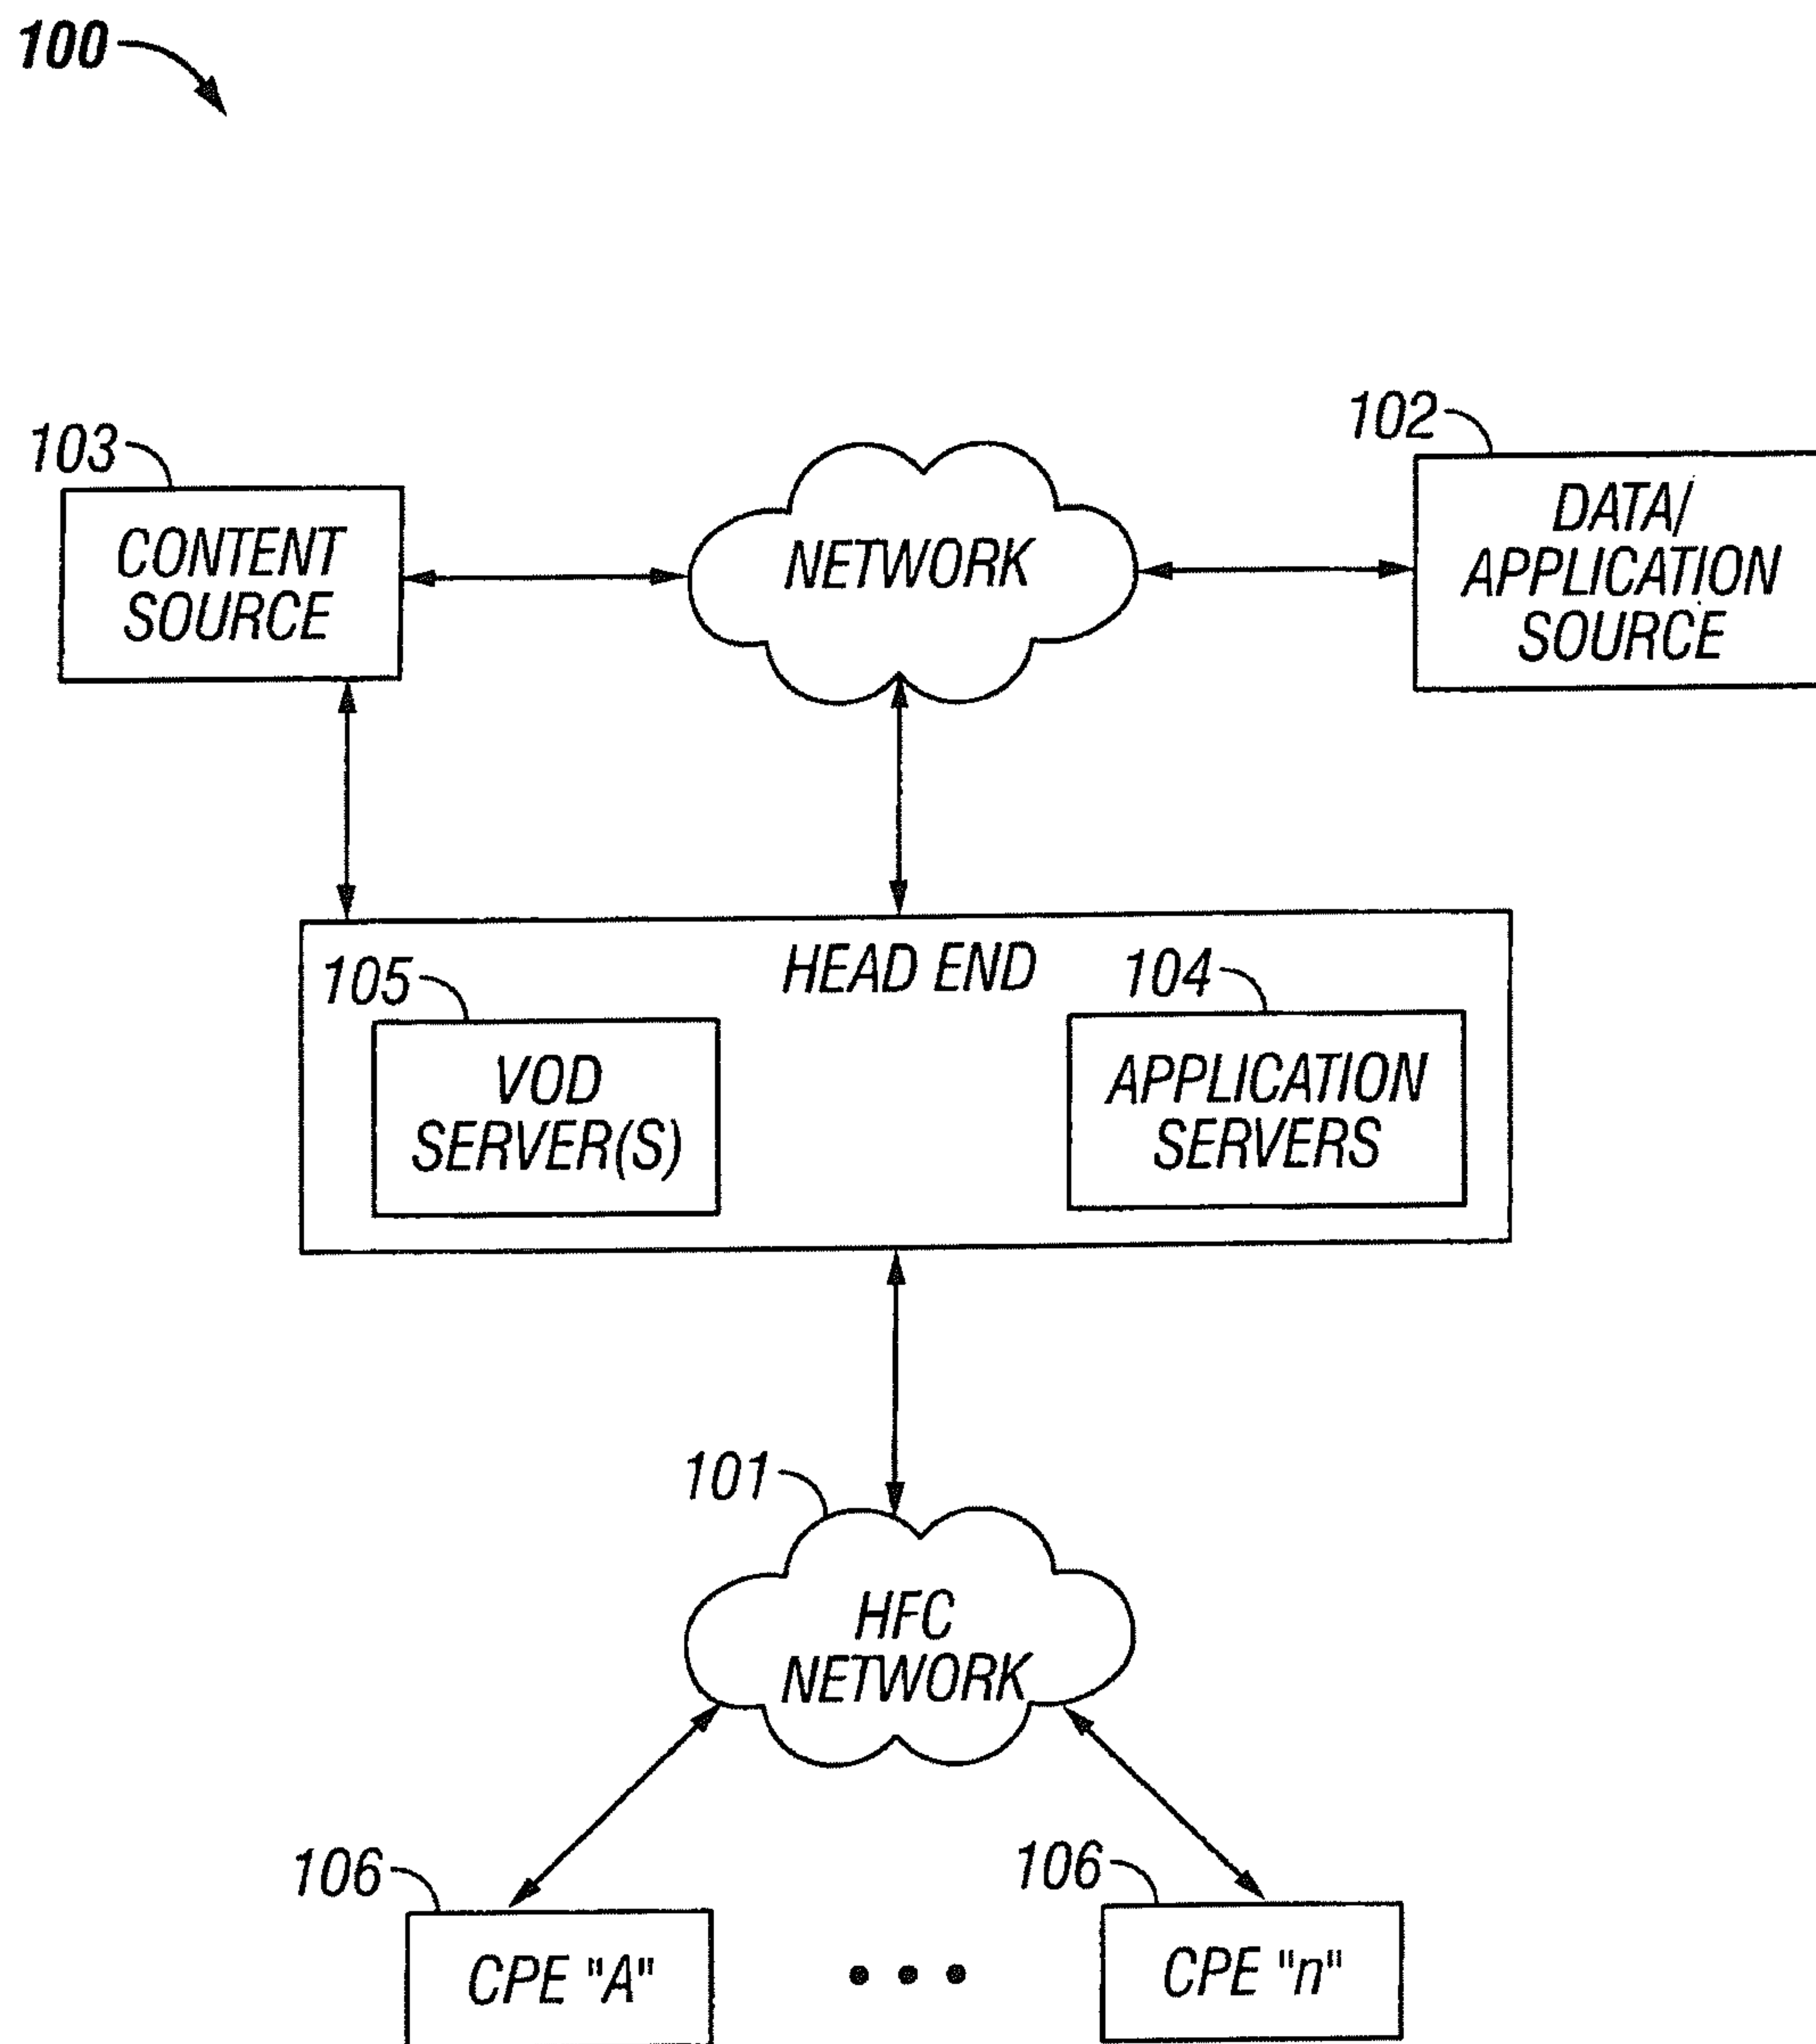 100
103
102
CONTENT
SOURCE
NETWORK
DATA/
APPLICATION
SOURCE
HEAD END
105
104
VOD
SERVER(S)
APPLICATION
SERVERS
101
HFC
NETWORK
106
106
CPE "A"
• • •
CPE "n"